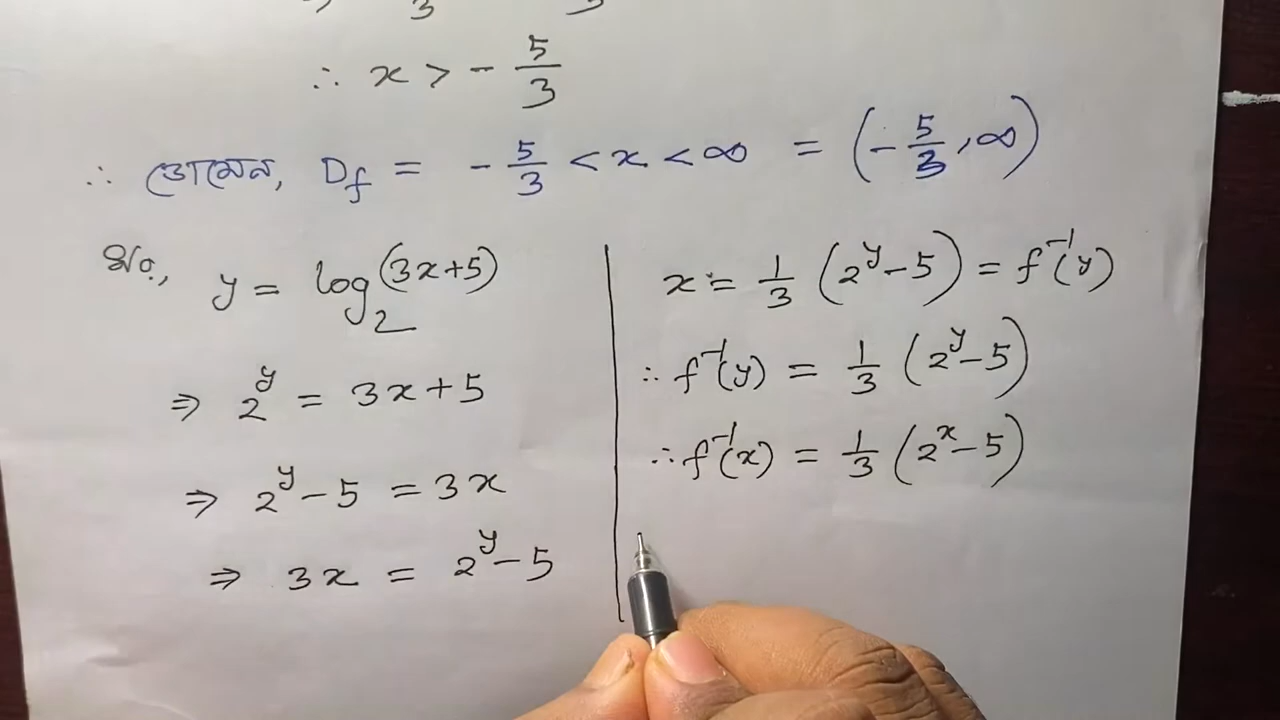 ∴ x > - 5/3
∴ ডোমেন, D_f = - 5/3 < x < ∞ = (- 5/3, ∞)
ধরি, y = log_2 (3x+5)
⇒ 2^y = 3x+5
⇒ 2^y - 5 = 3x
⇒ 3x = 2^y - 5
x = 1/3 (2^y - 5) = f^-1(y)
∴ f^-1(y) = 1/3 (2^y - 5)
∴ f^-1(x) = 1/3 (2^x - 5)